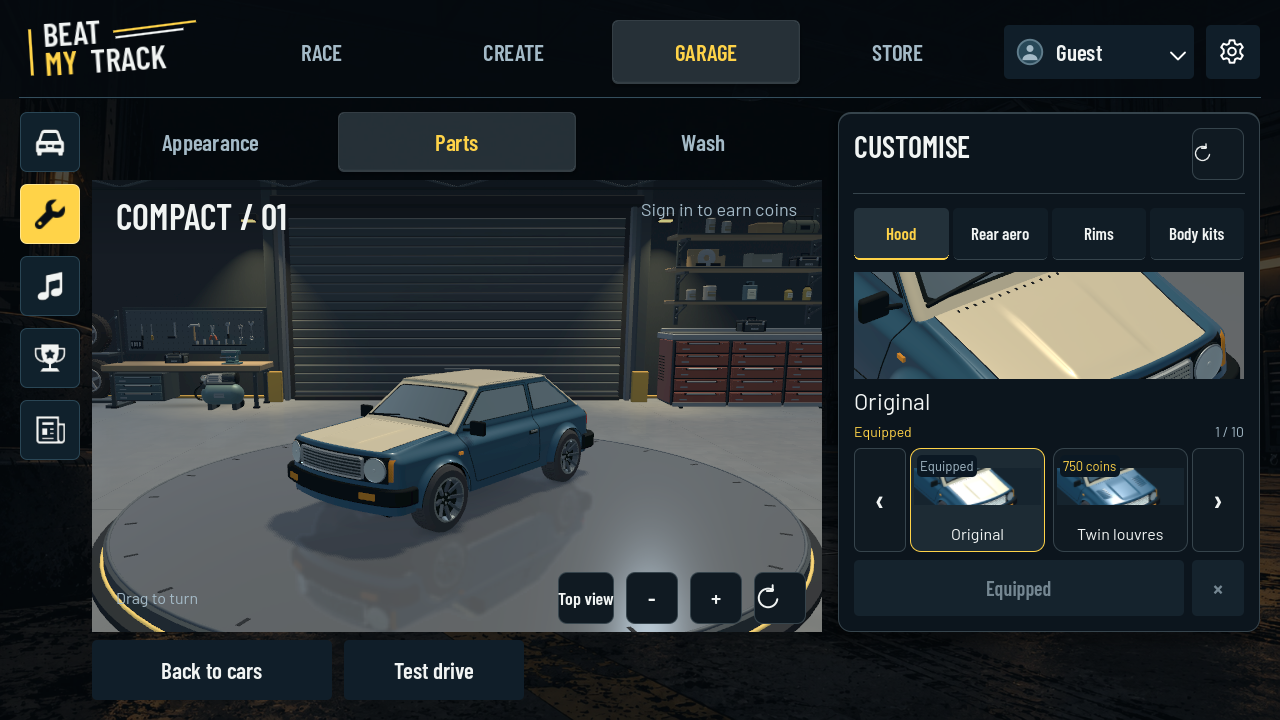 BEAT
MY TRACK
RACE
CREATE
GARAGE
STORE
Guest
Appearance
Parts
Wash
COMPACT / 01
Sign in to earn coins
Drag to turn
Top view
-
+
Back to cars
Test drive
CUSTOMISE
Hood
Rear aero
Rims
Body kits
Original
Equipped
1 / 10
‹
Equipped
Original
750 coins
Twin louvres
›
Equipped
×